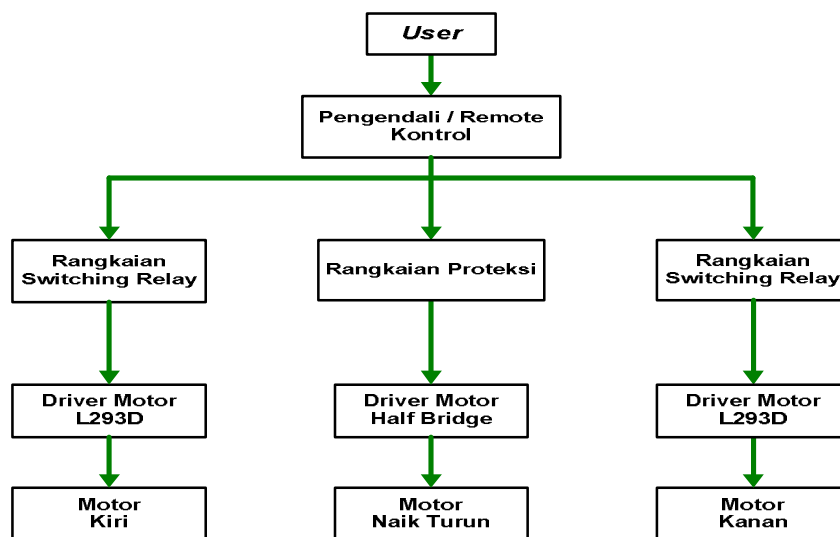 User
Pengendali / Remote
Kontrol
Rangkaian
Switching Relay
Rangkaian Proteksi
Rangkaian
Switching Relay
Driver Motor
L293D
Driver Motor
Half Bridge
Driver Motor
L293D
Motor
Kiri
Motor
Naik Turun
Motor
Kanan